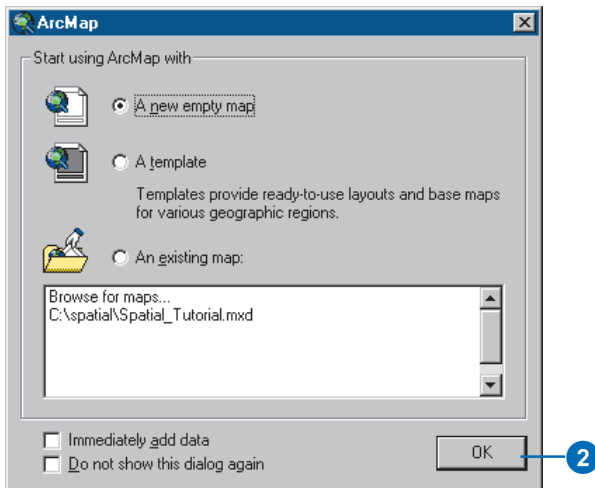 ArcMap
Start using ArcMap with
A new empty map
A template
Templates provide ready-to-use layouts and base maps
for various geographic regions.
An existing map:
Browse for maps...
C:\spatial\Spatial_Tutorial.mxd
Immediately add data
Do not show this dialog again
OK
2